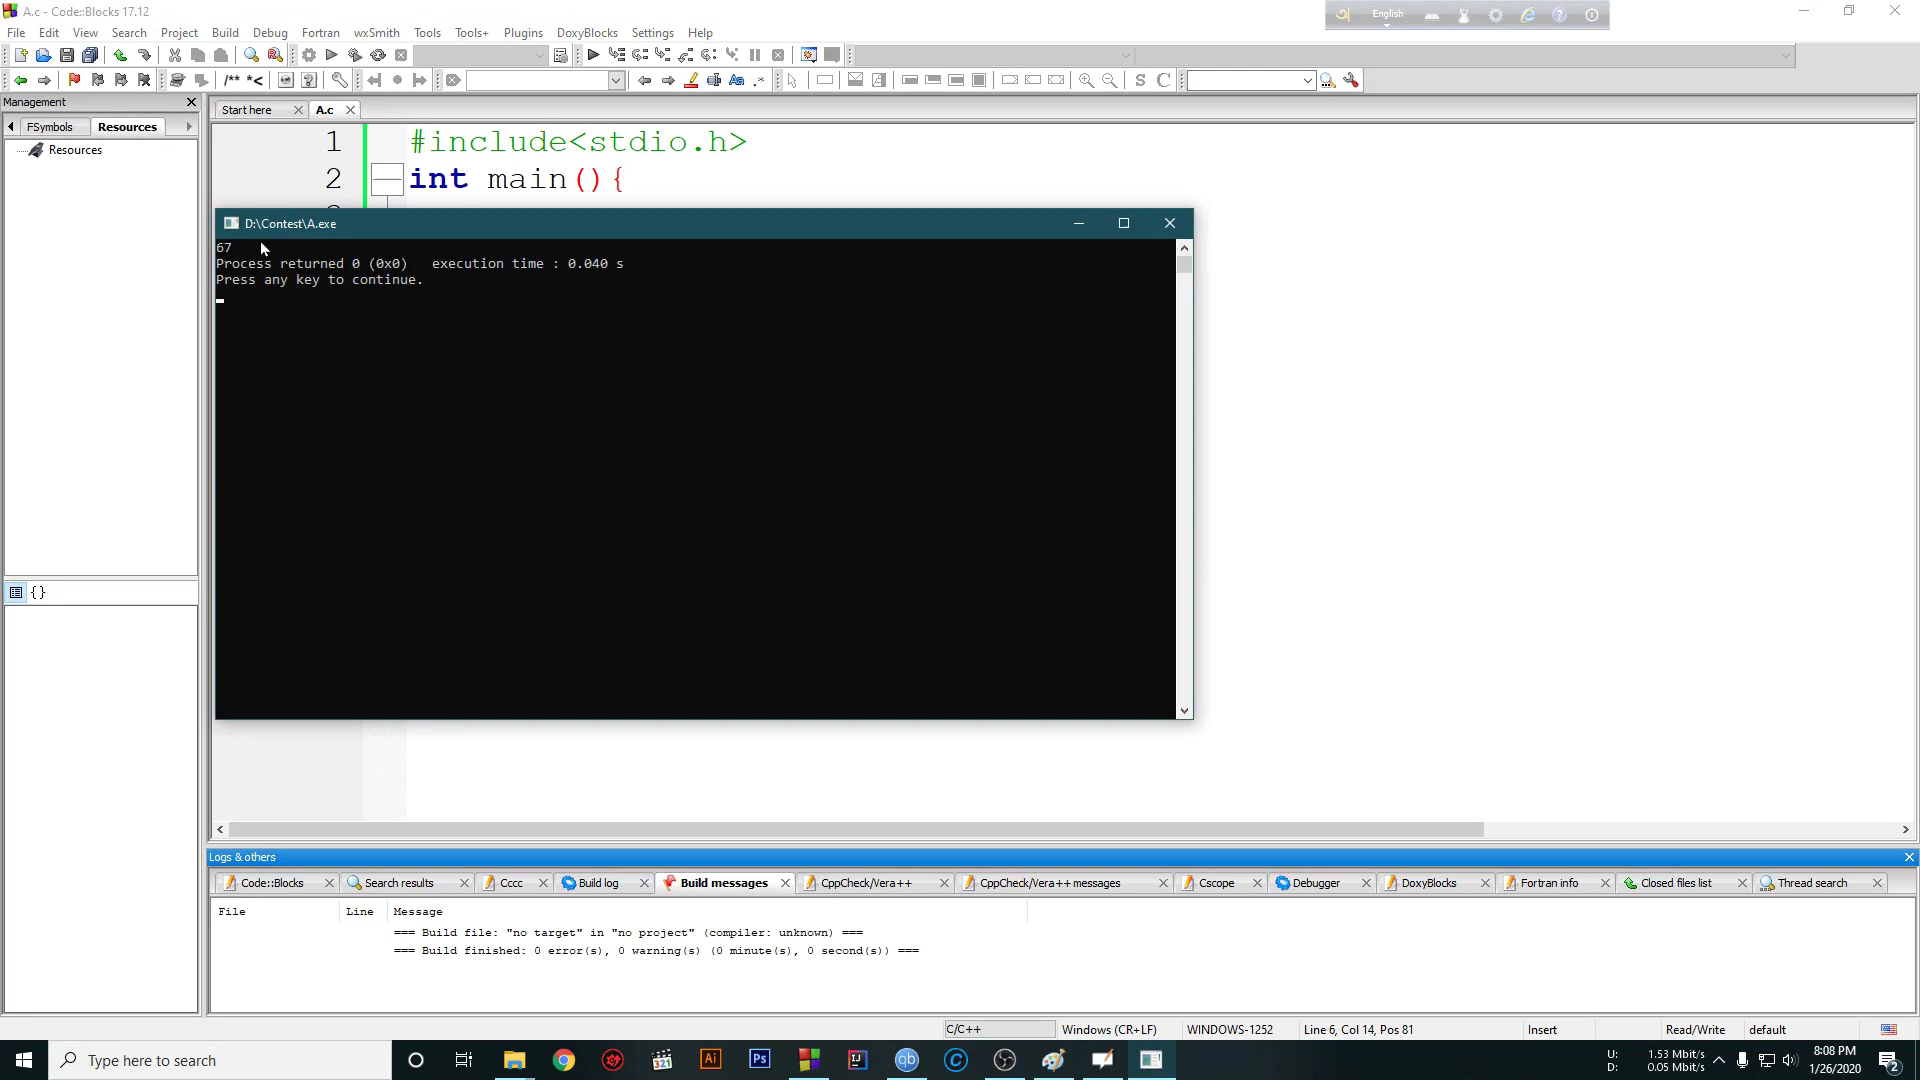 A.c - Code::Blocks 17.12
English
File Edit View Search Project Build Debug Fortran wxSmith Tools Tools+ Plugins DoxyBlocks Settings Help
/** *<
S C
Management
Start here A.c
FSymbols Resources
Resources
1 #include<stdio.h>
2 int main(){
D:\Contest\A.exe
67
Process returned 0 (0x0) execution time : 0.040 s
Press any key to continue.
{}
Logs & others
Code::Blocks Search results Cccc Build log Build messages CppCheck/Vera++ CppCheck/Vera++ messages Cscope Debugger DoxyBlocks Fortran info Closed files list Thread search
File Line Message
=== Build file: "no target" in "no project" (compiler: unknown) ===
=== Build finished: 0 error(s), 0 warning(s) (0 minute(s), 0 second(s)) ===
C/C++ Windows (CR+LF) WINDOWS-1252 Line 6, Col 14, Pos 81 Insert Read/Write default
Type here to search
321
Ai
Ps
IJ
qb
U: 1.53 Mbit/s
D: 0.05 Mbit/s
8:08 PM
1/26/2020
2